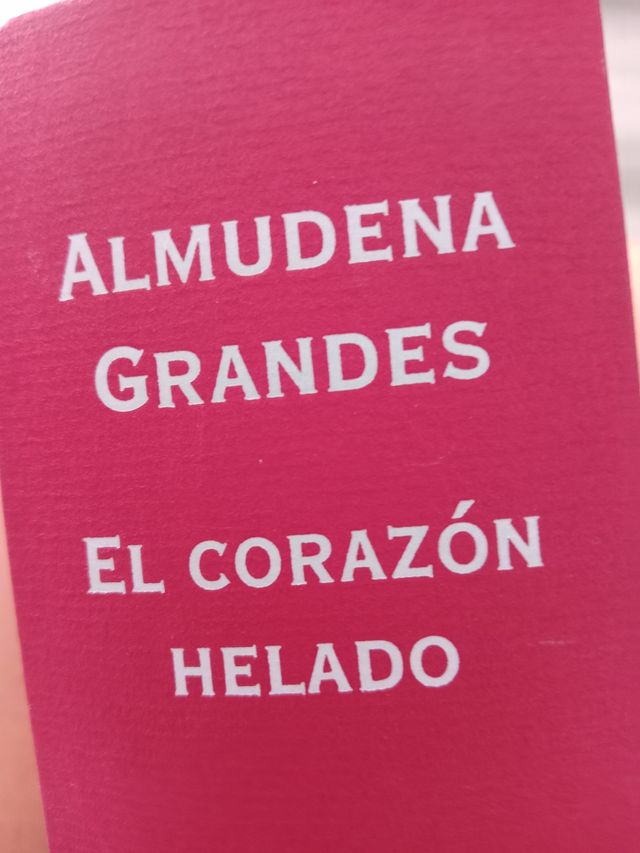 ALMUDENA
GRANDES
EL CORAZÓN
HELADO